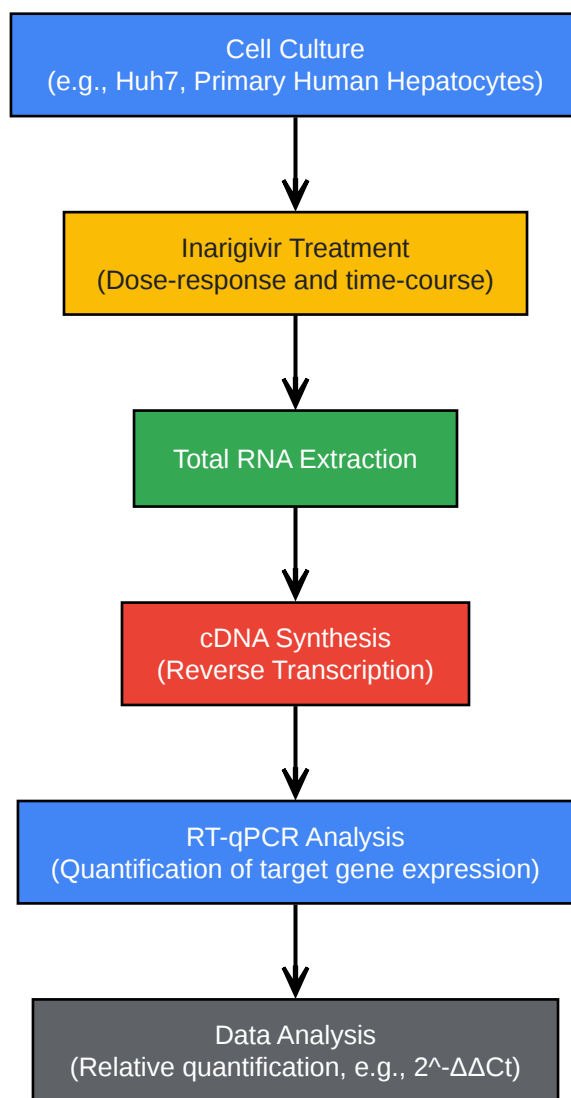 Cell Culture
(e.g., Huh7, Primary Human Hepatocytes)
Inarigivir Treatment
(Dose-response and time-course)
Total RNA Extraction
cDNA Synthesis
(Reverse Transcription)
RT-qPCR Analysis
(Quantification of target gene expression)
Data Analysis
(Relative quantification, e.g., 2^-ΔΔCt)